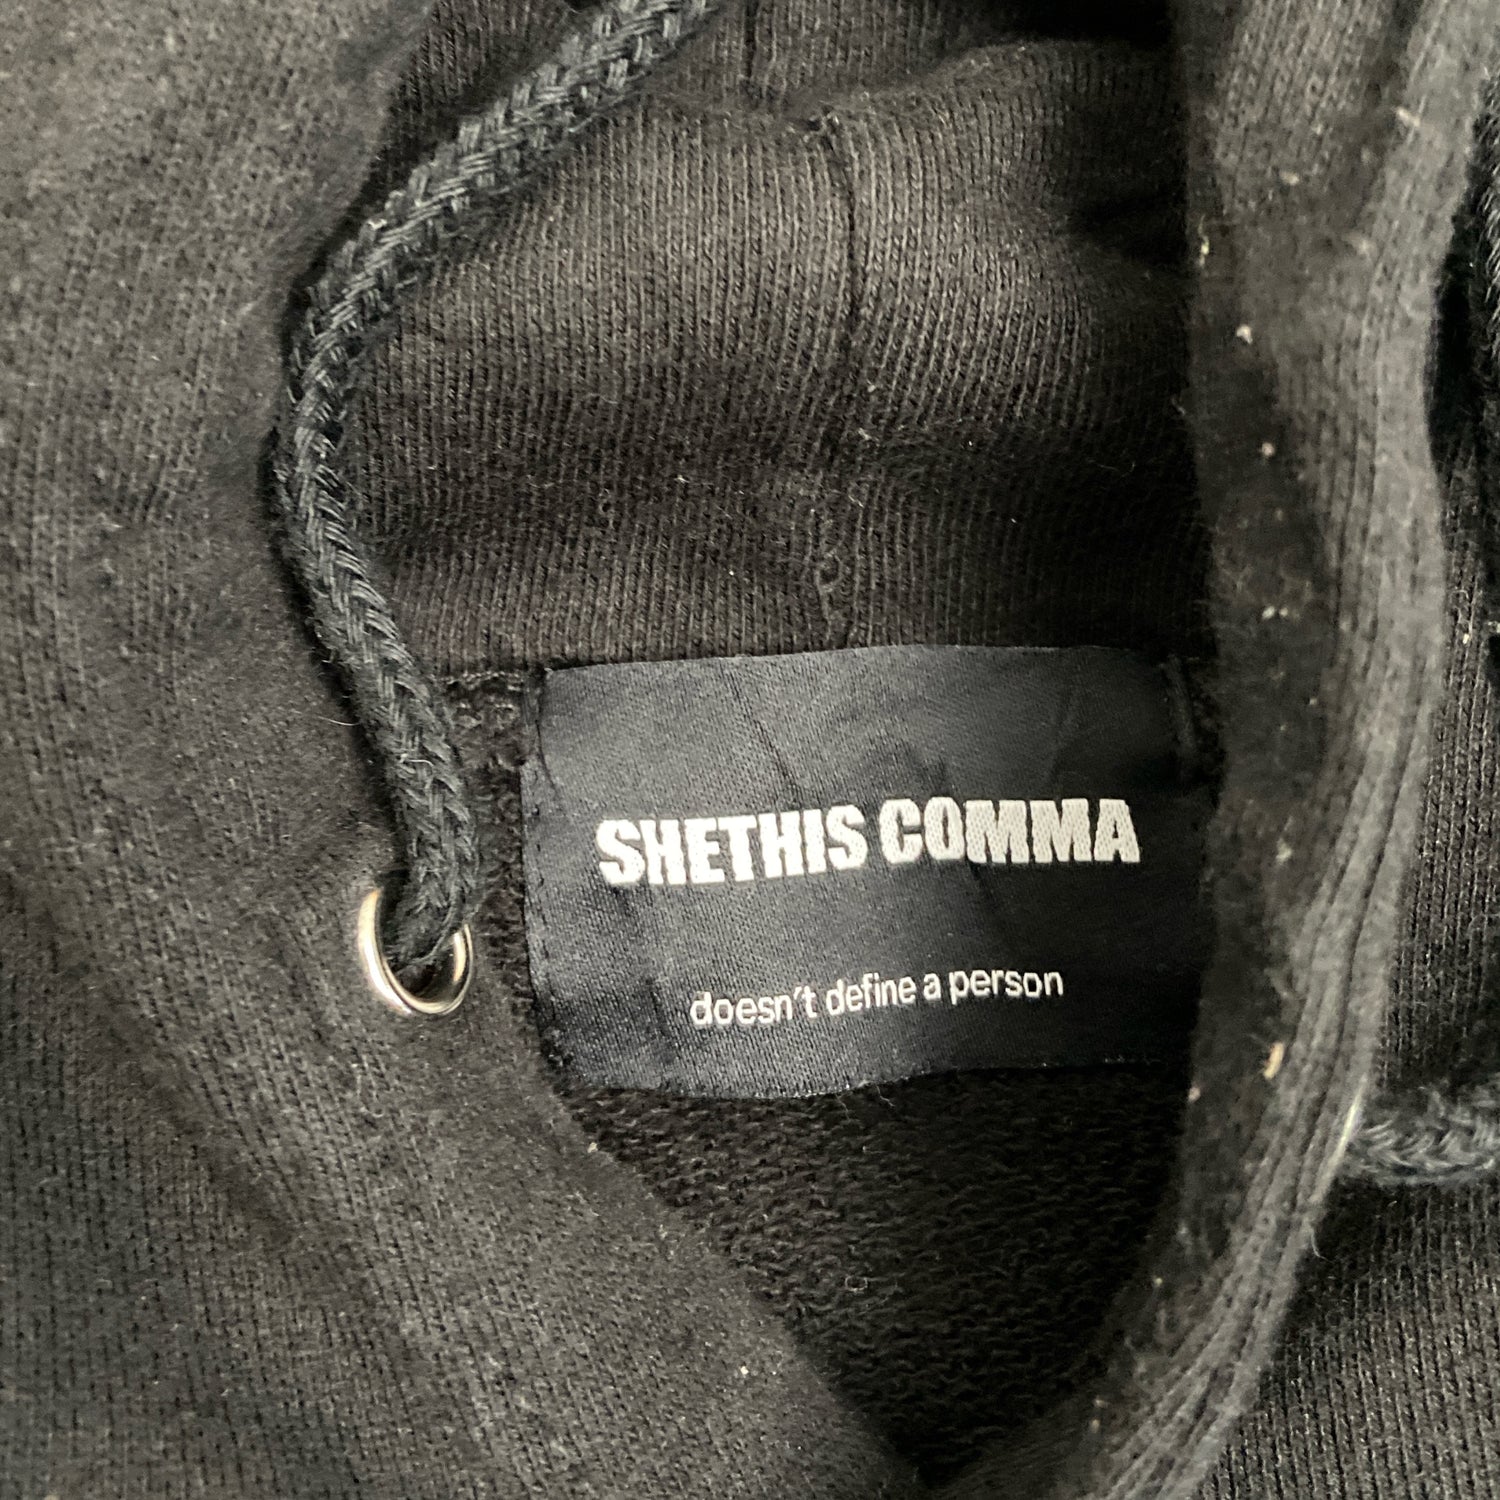 SHETHIS COMMA
doesn't define a person